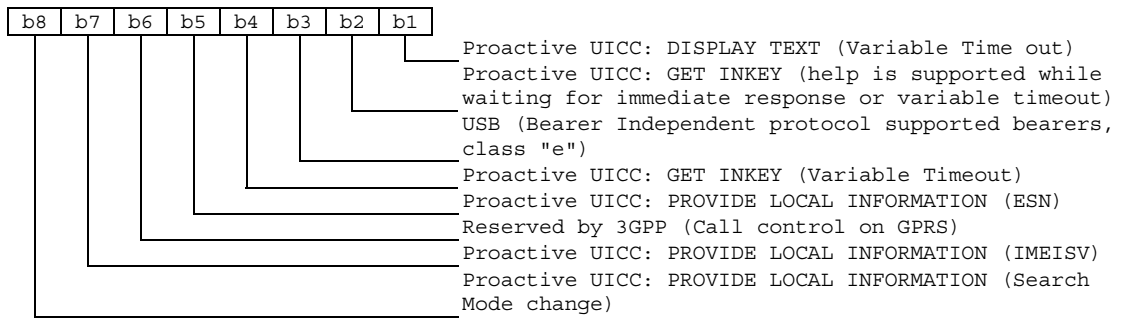 b8 b7 b6 b5 b4 b3 b2 b1
Proactive UICC: DISPLAY TEXT (Variable Time out)
Proactive UICC: GET INKEY (help is supported while
waiting for immediate response or variable timeout)
USB (Bearer Independent protocol supported bearers,
class "e")
Proactive UICC: GET INKEY (Variable Timeout)
Proactive UICC: PROVIDE LOCAL INFORMATION (ESN)
Reserved by 3GPP (Call control on GPRS)
Proactive UICC: PROVIDE LOCAL INFORMATION (IMEISV)
Proactive UICC: PROVIDE LOCAL INFORMATION (Search
Mode change)